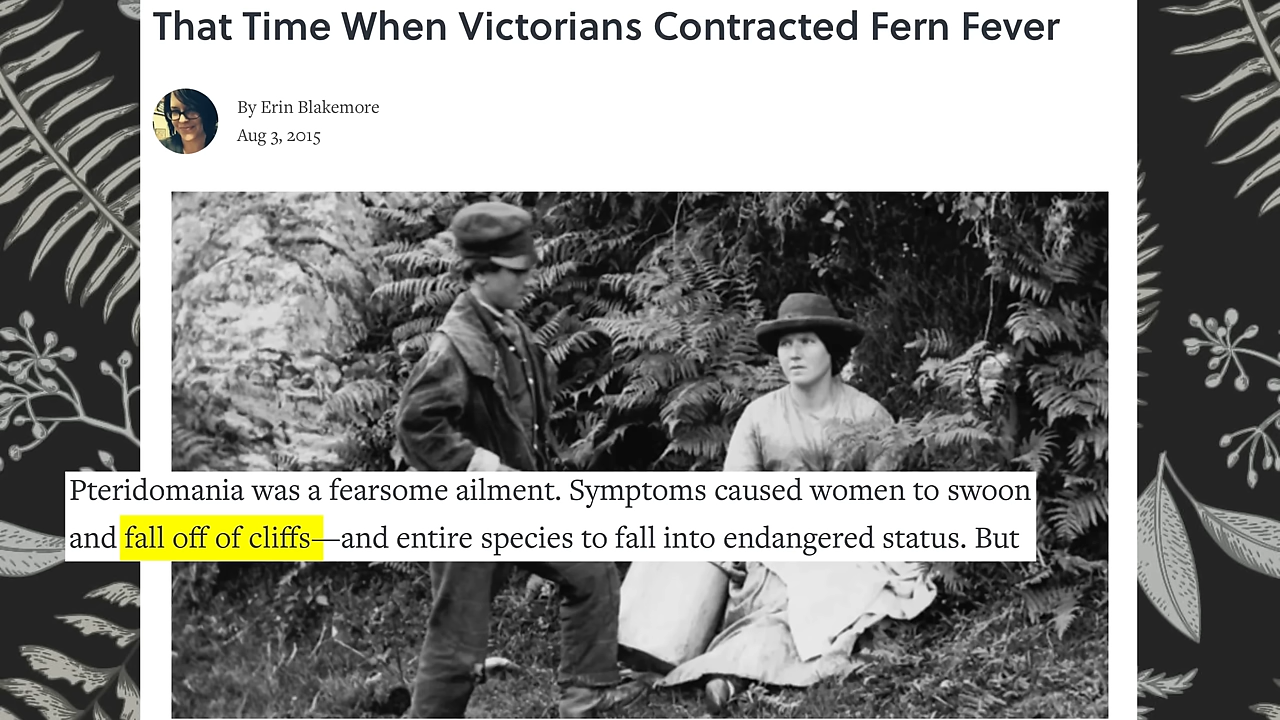 That Time When Victorians Contracted Fern Fever
By Erin Blakemore
Aug 3, 2015
Pteridomania was a fearsome ailment. Symptoms caused women to swoon
and fall off of cliffs—and entire species to fall into endangered status. But